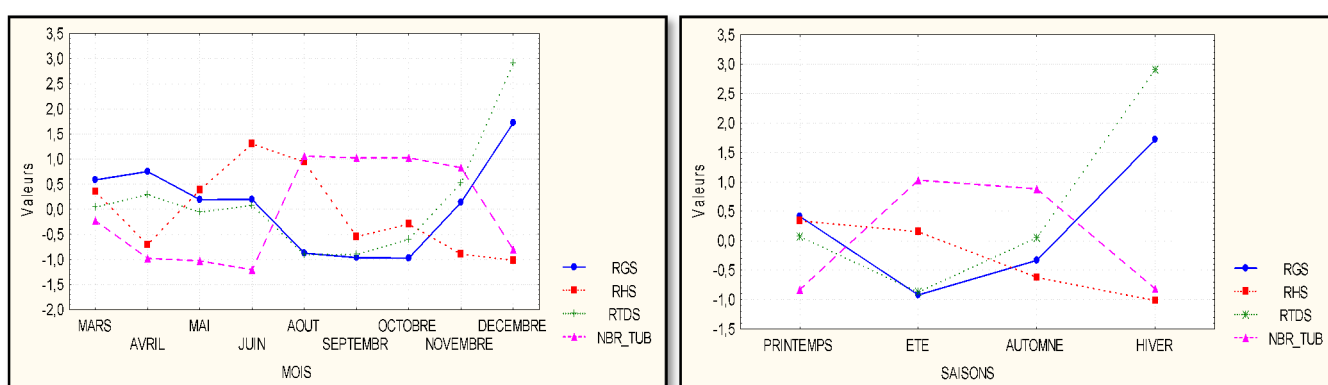 3,5
3,0
2,5
2,0
1,5
1,0
0,5
0,0
-0,5
-1,0
-1,5
-2,0
Valeurs
MARS
MAI
AOUT
OCTOBRE
DECEMBRE
AVRIL
JUIN
SEPTEMBR
NOVEMBRE
MOIS
RGS
RHS
RTDS
NBR_TUB
3,5
3,0
2,5
2,0
1,5
1,0
0,5
0,0
-0,5
-1,0
-1,5
Valeurs
PRINTEMPS
ETE
AUTOMNE
HIVER
SAISONS
RGS
RHS
RTDS
NBR_TUB